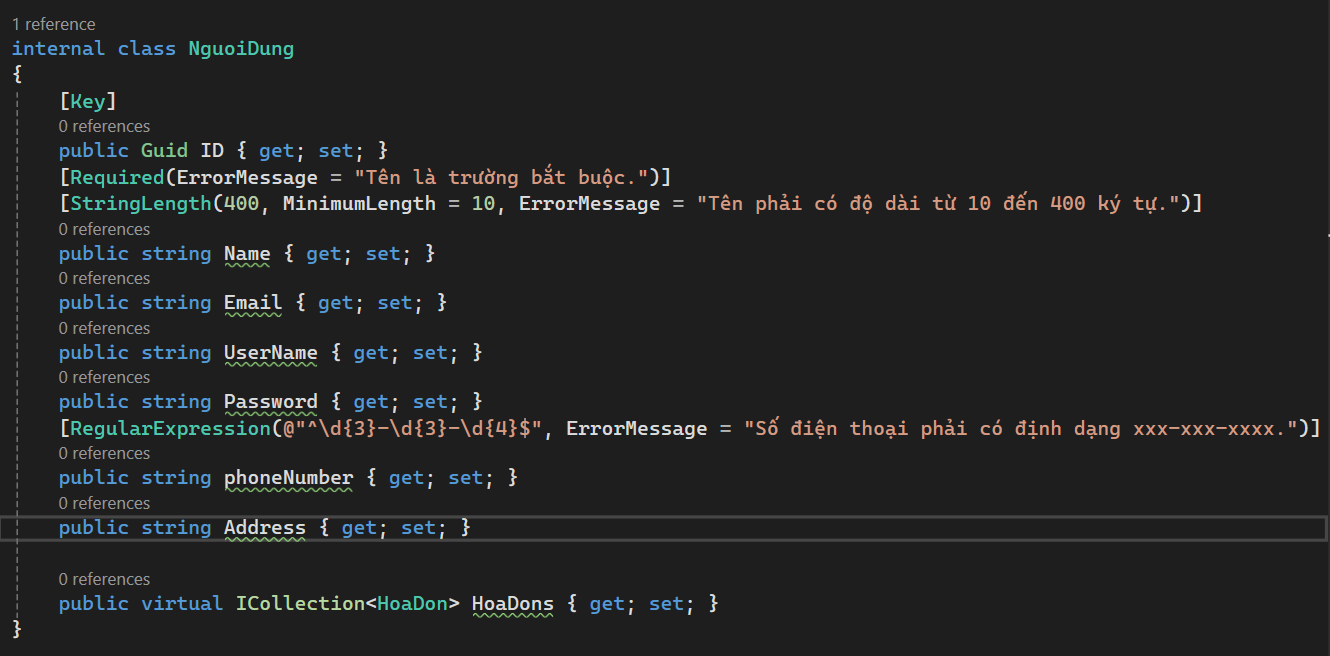 1 reference
internal class NguoiDung
{
[Key]
0 references
public Guid ID { get; set; }
[Required(ErrorMessage = "Tên là trường bắt buộc.")]
[StringLength(400, MinimumLength = 10, ErrorMessage = "Tên phải có độ dài từ 10 đến 400 ký tự.")]
0 references
public string Name { get; set; }
0 references
public string Email { get; set; }
0 references
public string UserName { get; set; }
0 references
public string Password { get; set; }
[RegularExpression(@"^\d{3}-\d{3}-\d{4}$", ErrorMessage = "Số điện thoại phải có định dạng xxx-xxx-xxxx.")]
0 references
public string phoneNumber { get; set; }
0 references
public string Address { get; set; }
0 references
public virtual ICollection<HoaDon> HoaDons { get; set; }
}